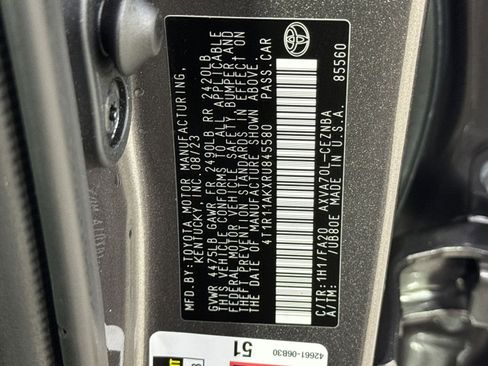 MFD. BY: TOYOTA MOTOR MANUFACTURING,
KENTUCKY, INC. 08/23
GVWR 4475LB GAWR FR 2490LB RR 2420LB
THIS VEHICLE CONFORMS TO ALL APPLICABLE
FEDERAL MOTOR VEHICLE SAFETY, BUMPER, AND
THEFT PREVENTION STANDARDS IN EFFECT ON
THE DATE OF MANUFACTURE SHOWN ABOVE.
4T1R11AKXRU845580 PASS.CAR
C/TR: 1H1/FA20 AXVA70L-CEZNBA
A/TM: /UB80E MADE IN U.S.A. 85560
TOYOTA
42661-06B30
51